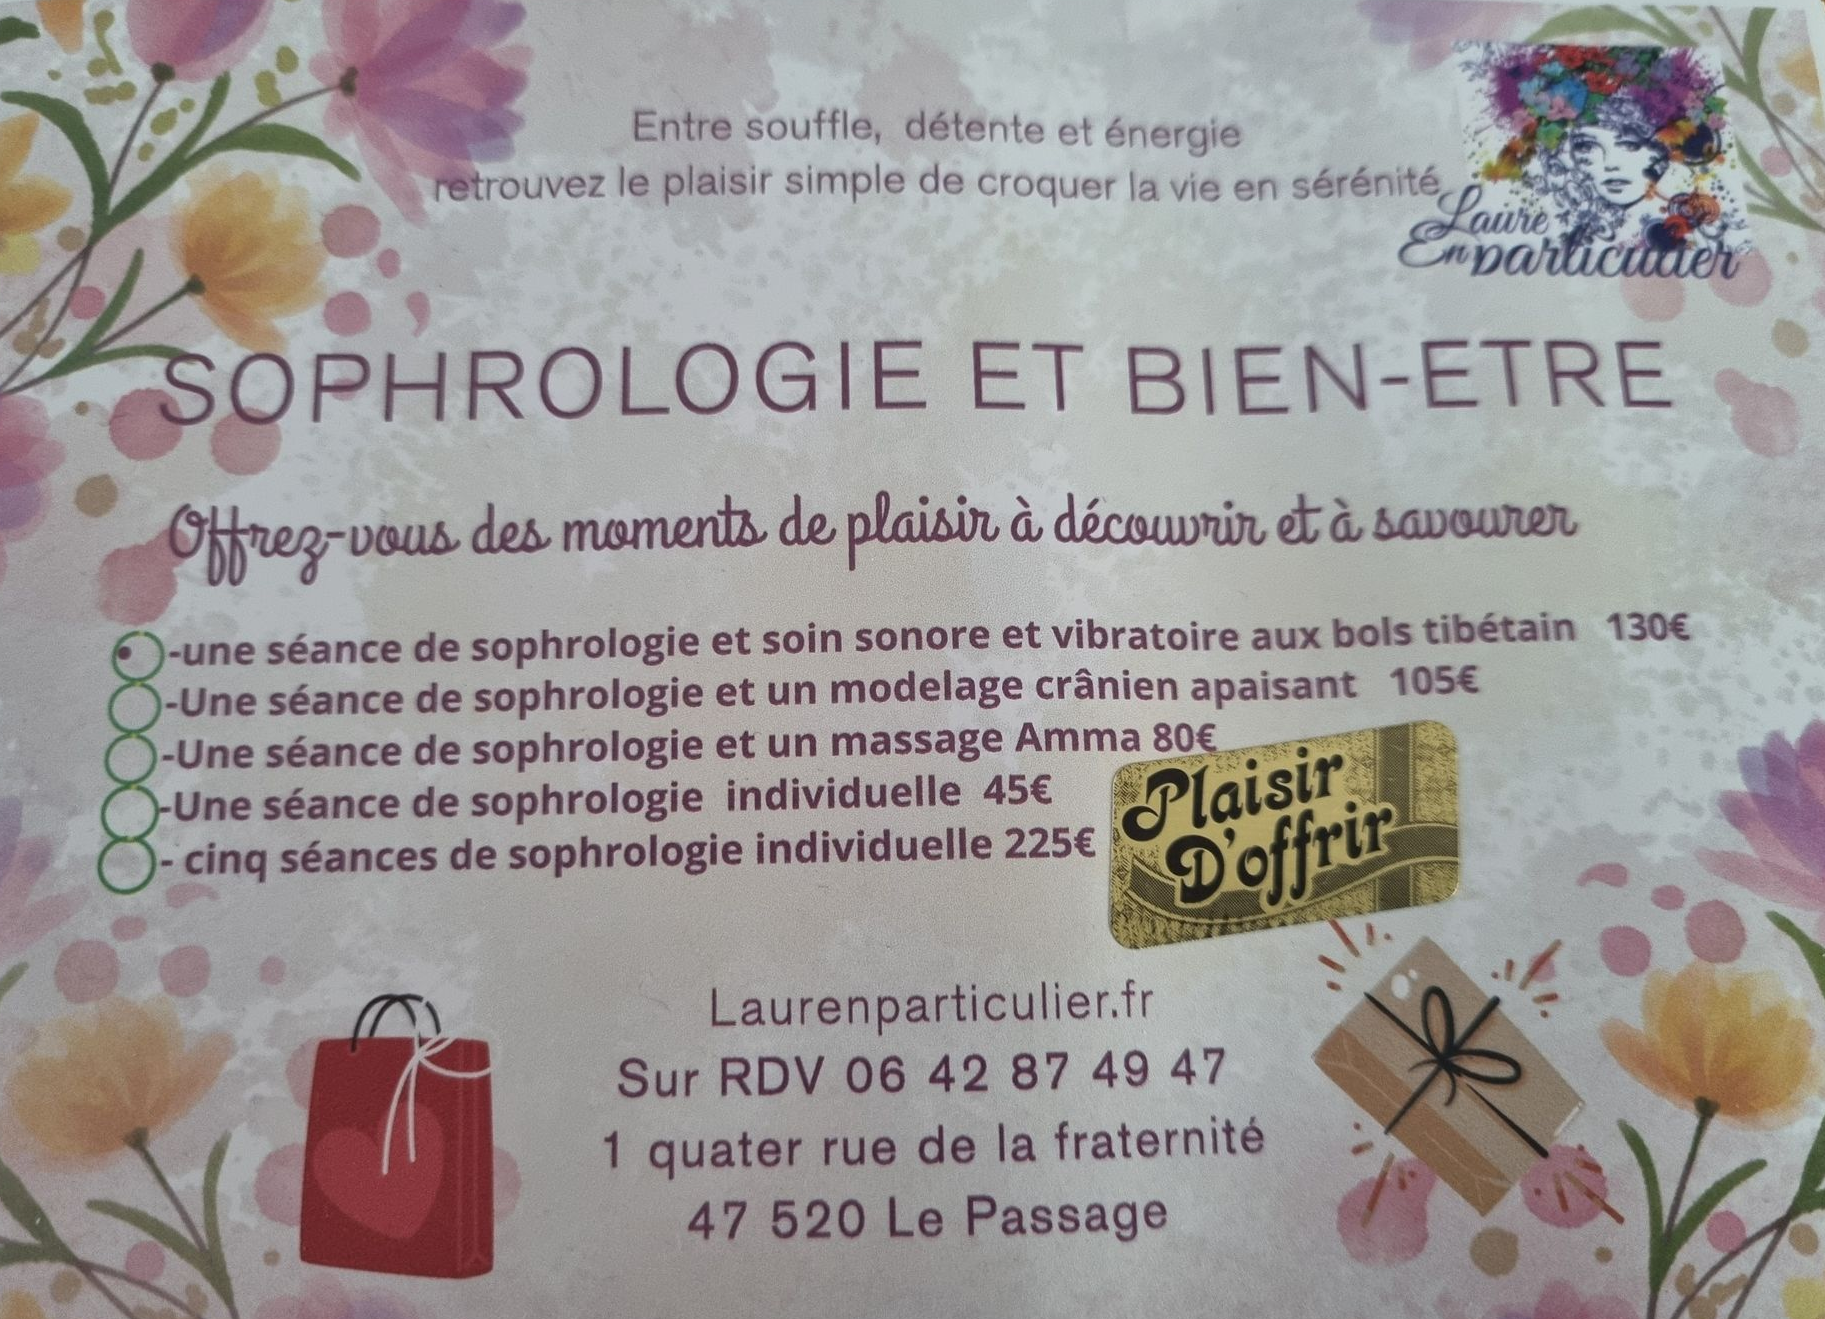 Entre souffle, détente et énergie
retrouvez le plaisir simple de croquer la vie en sérénité
Laure
En particulier
SOPHROLOGIE ET BIEN-ETRE
Offrez-vous des moments de plaisir à découvrir et à savourer
-une séance de sophrologie et soin sonore et vibratoire aux bols tibétain 130€
-Une séance de sophrologie et un modelage crânien apaisant 105€
-Une séance de sophrologie et un massage Amma 80€
-Une séance de sophrologie individuelle 45€
- cinq séances de sophrologie individuelle 225€
Plaisir
D'offrir
Laurenparticulier.fr
Sur RDV 06 42 87 49 47
1 quater rue de la fraternité
47 520 Le Passage